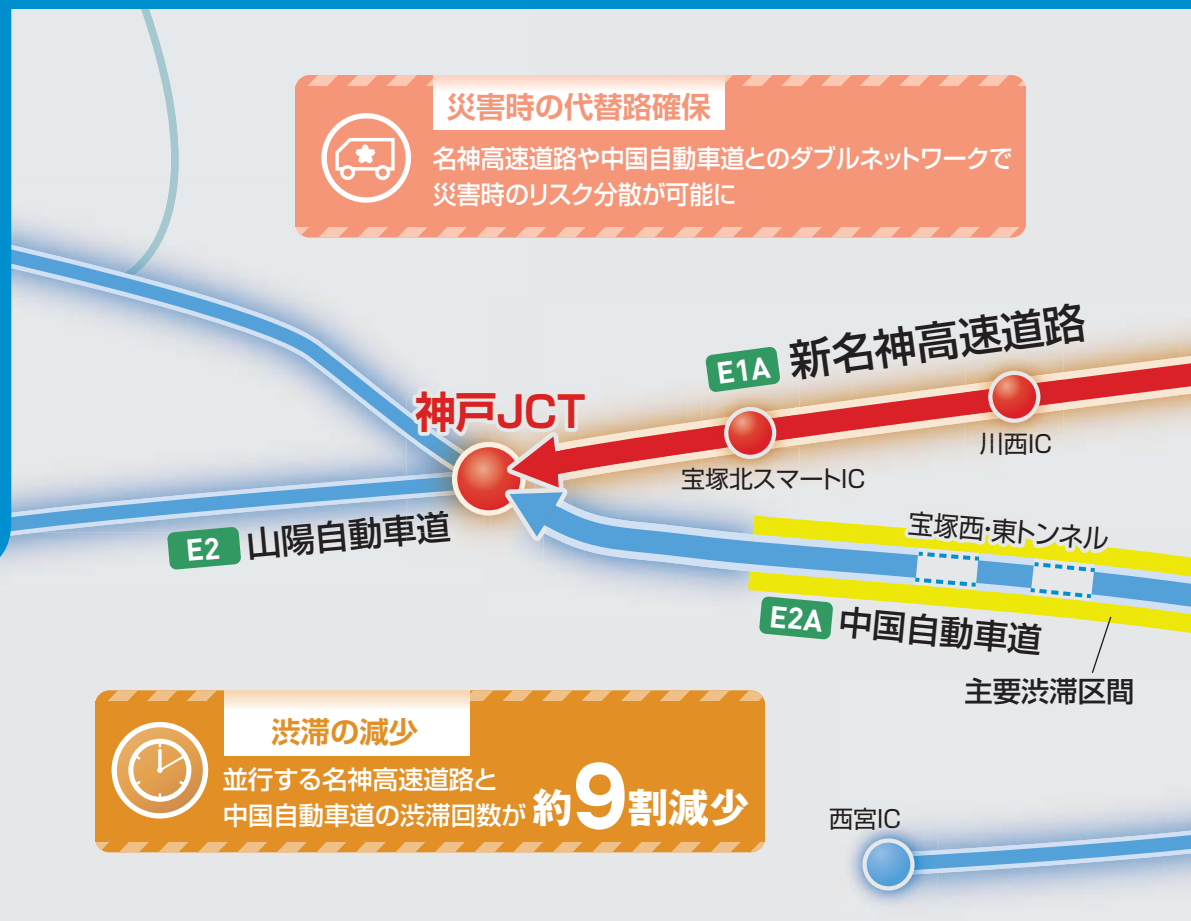 災害時の代替路確保
名神高速道路や中国自動車道とのダブルネットワークで
災害時のリスク分散が可能に
E1A 新名神高速道路
神戸JCT
川西IC
宝塚北スマートIC
E2 山陽自動車道
宝塚西・東トンネル
E2A 中国自動車道
主要渋滞区間
渋滞の減少
並行する名神高速道路と
中国自動車道の渋滞回数が 約9割減少
西宮IC